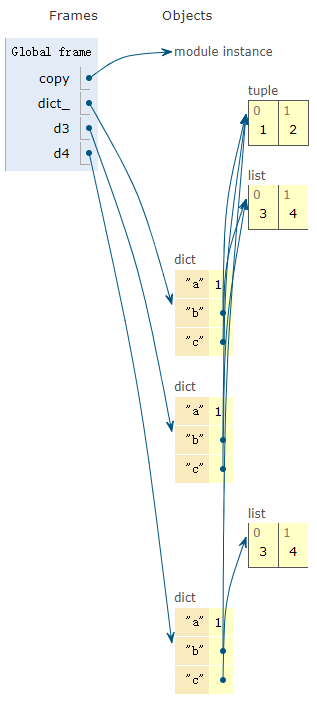 Frames Objects
Global frame
copy
module instance
dict_
d3
d4
tuple
0 1
1 2
list
0 1
3 4
dict
"a" 1
"b"
"c"
dict
"a" 1
"b"
"c"
list
0 1
3 4
dict
"a" 1
"b"
"c"